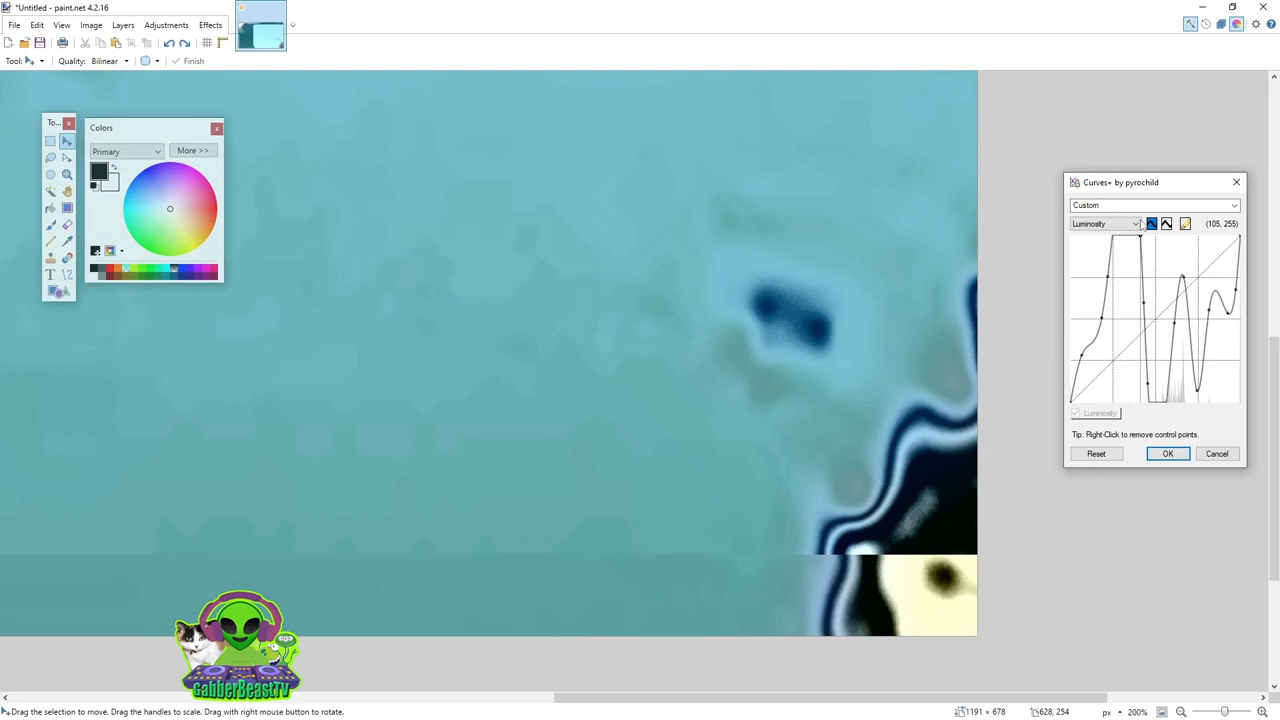 *Untitled - paint.net 4.2.16
File Edit View Image Layers Adjustments Effects
Tool: Quality: Bilinear Finish
To...
Colors
Primary
More >>
Curves+ by pyrochild
Custom
Luminosity
(105, 255)
Luminosity
Tip: Right-Click to remove control points.
Reset OK Cancel
GabberBeastTV
Drag the selection to move. Drag the handles to scale. Drag with right mouse button to rotate.
1191 × 678
628, 254
px
200%